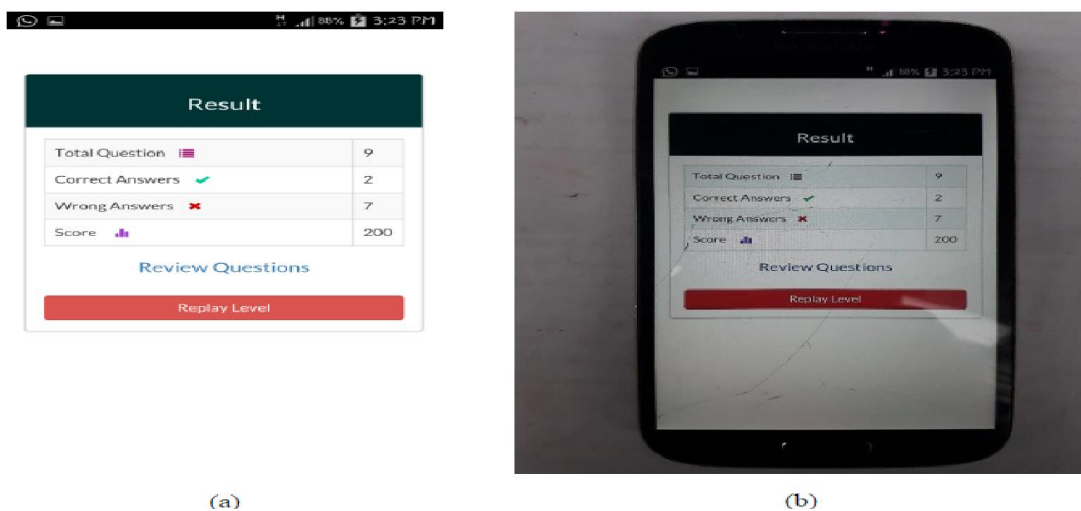 H 88% 3:23 PM
Result
Total Question 9
Correct Answers 2
Wrong Answers 7
Score 200
Review Questions
Replay Level
(a)
H 88% 3:23 PM
Result
Total Question 9
Correct Answers 2
Wrong Answers 7
Score 200
Review Questions
Replay Level
(b)